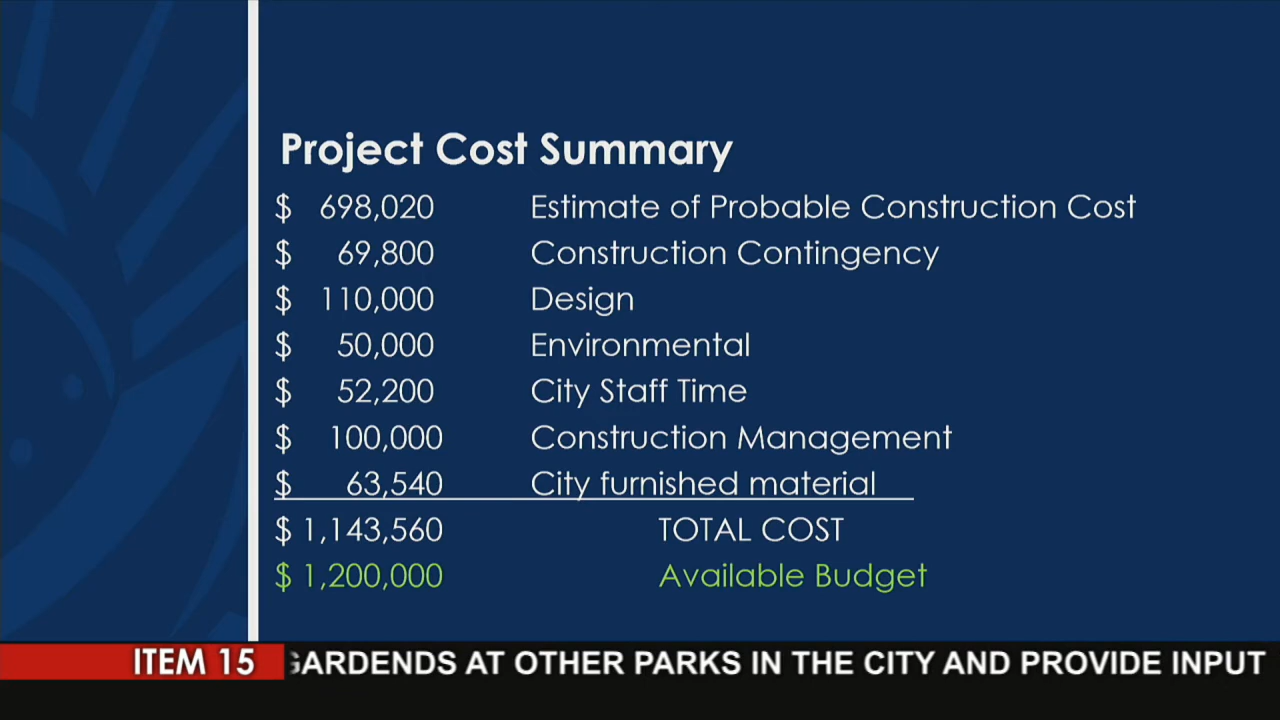 Project Cost Summary
$ 698,020 Estimate of Probable Construction Cost
$ 69,800 Construction Contingency
$ 110,000 Design
$ 50,000 Environmental
$ 52,200 City Staff Time
$ 100,000 Construction Management
$ 63,540 City furnished material
$ 1,143,560 TOTAL COST
$ 1,200,000 Available Budget
ITEM 15 GARDENDS AT OTHER PARKS IN THE CITY AND PROVIDE INPUT